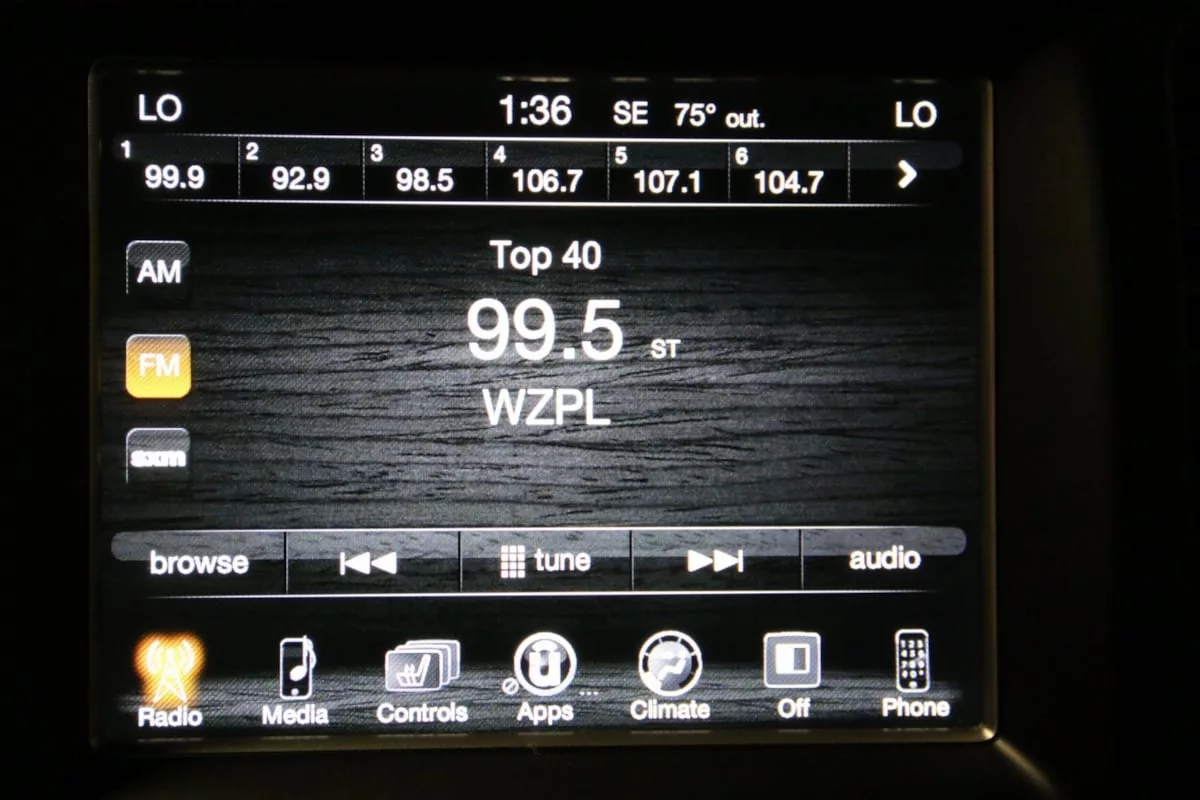 LO 1:36 SE 75° out. LO
1 99.9 2 92.9 3 98.5 4 106.7 5 107.1 6 104.7
Top 40
AM
99.5 ST
FM
WZPL
sxm
browse tune audio
Radio Media Controls Apps ... Climate Off Phone